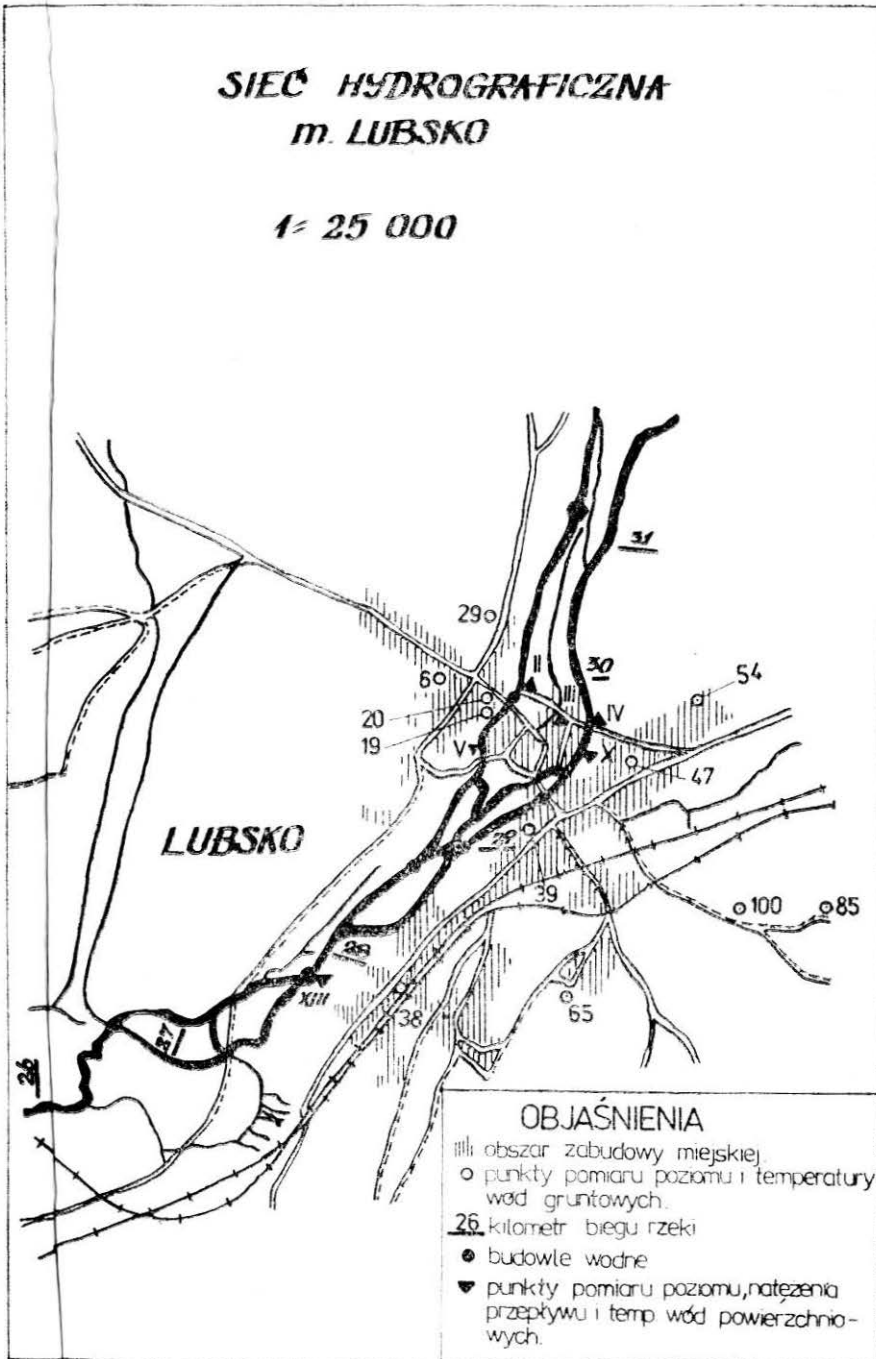 SIEĆ HYDROGRAFICZNA
m. LUBSKO
1 = 25 000
31
29
30
54
6
II
III
20
IV
19
V
X
47
LUBSKO
29
39
100
85
28
XIII
38
65
27
26
OBJAŚNIENIA
obszar zabudowy miejskiej.
punkty pomiaru poziomu i temperatury
wód gruntowych.
26 kilometr biegu rzeki
budowle wodne
punkty pomiaru poziomu, natężenia
przepływu i temp. wód powierzchnio-
wych.